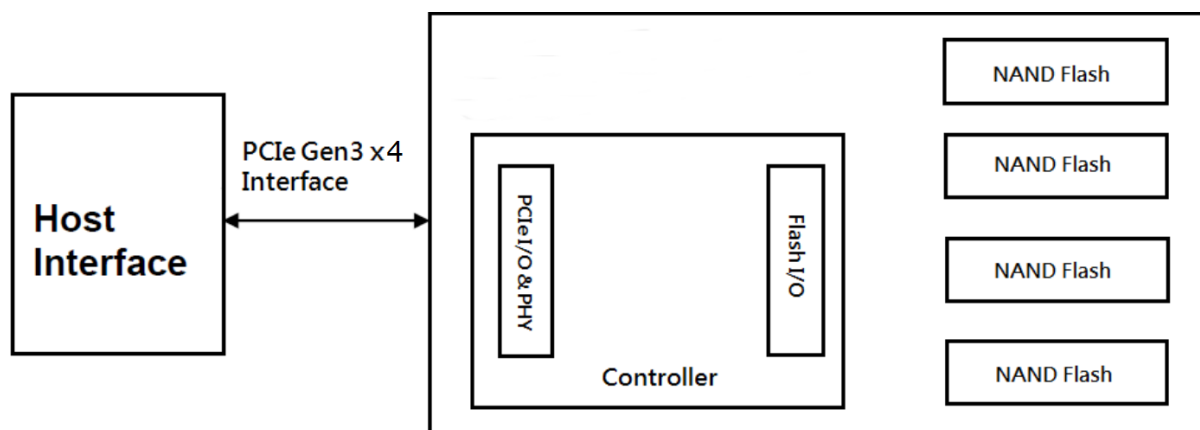 Host
Interface
PCIe Gen3 x4
Interface
PCIe I/O & PHY
Flash I/O
Controller
NAND Flash
NAND Flash
NAND Flash
NAND Flash